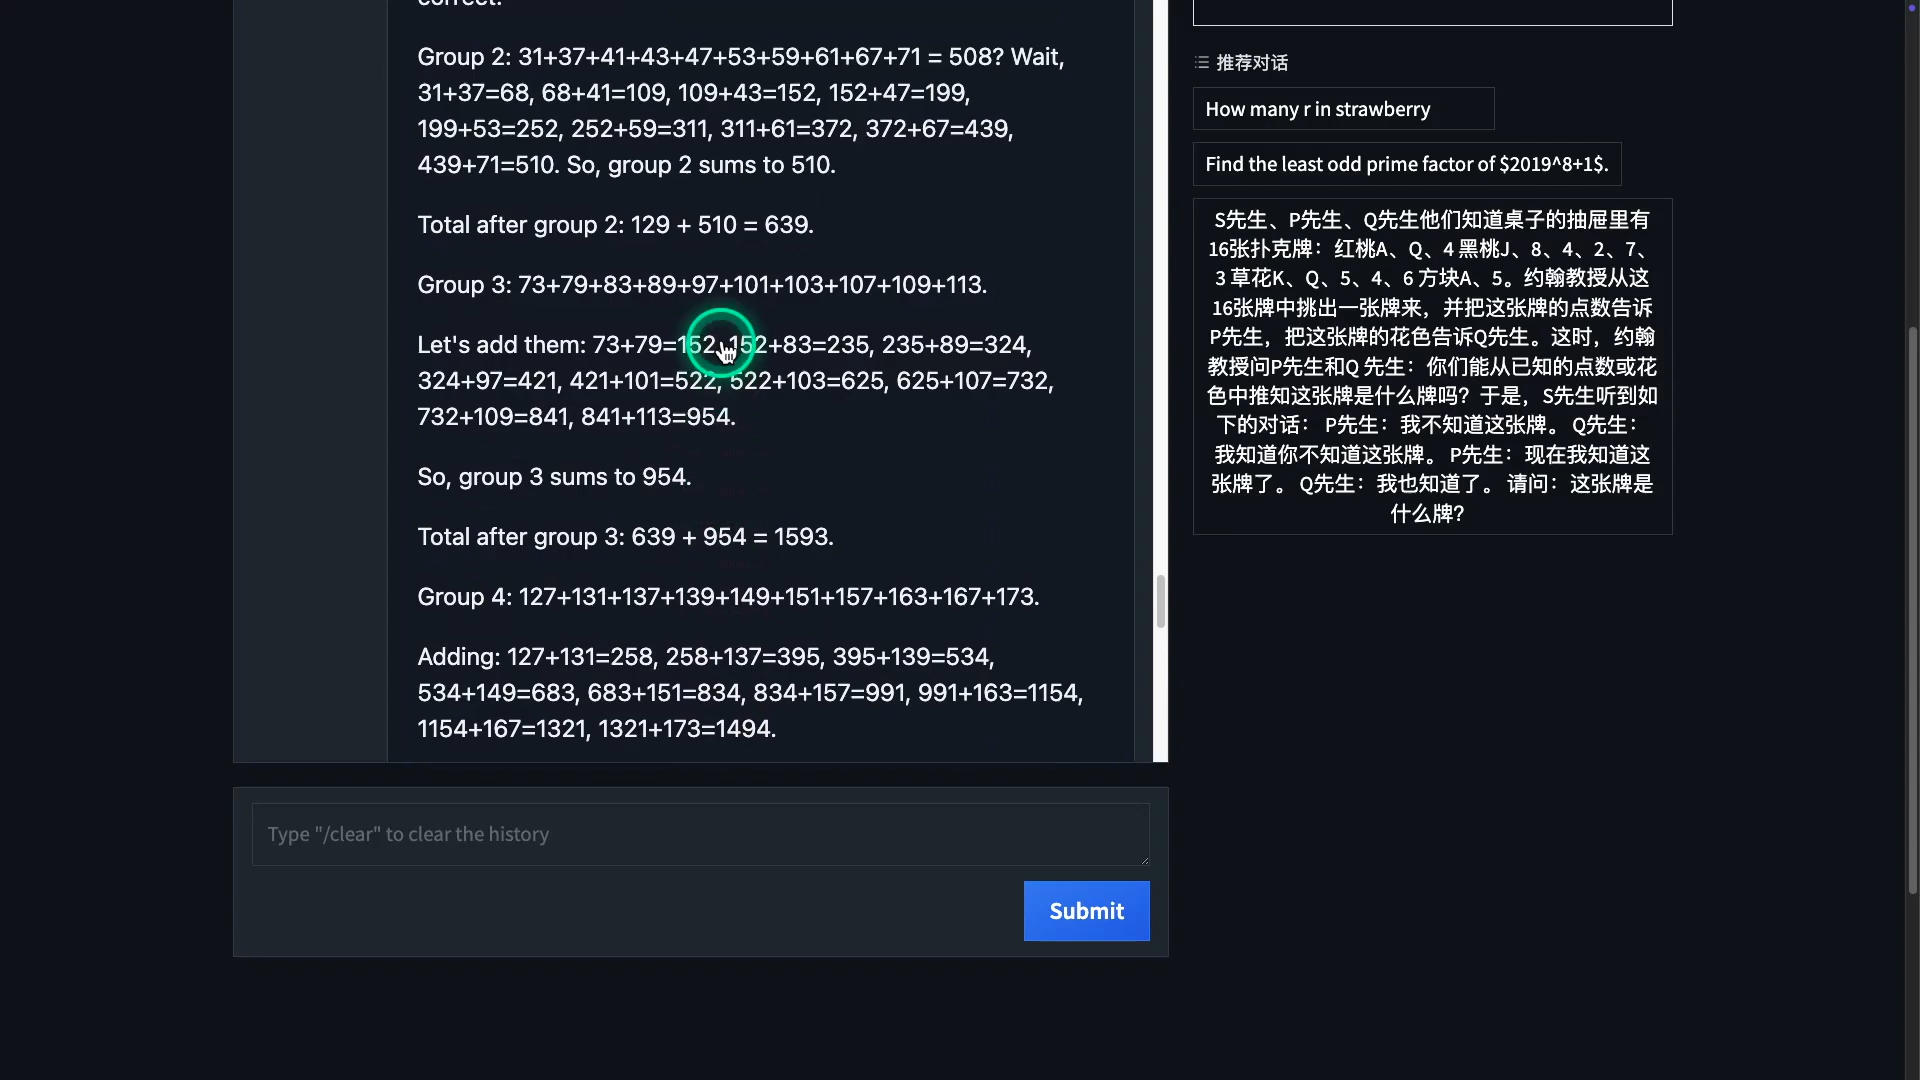 correct.
Group 2: 31+37+41+43+47+53+59+61+67+71 = 508? Wait,
31+37=68, 68+41=109, 109+43=152, 152+47=199,
199+53=252, 252+59=311, 311+61=372, 372+67=439,
439+71=510. So, group 2 sums to 510.
Total after group 2: 129 + 510 = 639.
Group 3: 73+79+83+89+97+101+103+107+109+113.
Let's add them: 73+79=152, 152+83=235, 235+89=324,
324+97=421, 421+101=522, 522+103=625, 625+107=732,
732+109=841, 841+113=954.
So, group 3 sums to 954.
Total after group 3: 639 + 954 = 1593.
Group 4: 127+131+137+139+149+151+157+163+167+173.
Adding: 127+131=258, 258+137=395, 395+139=534,
534+149=683, 683+151=834, 834+157=991, 991+163=1154,
1154+167=1321, 1321+173=1494.
Type "/clear" to clear the history
Submit
推荐对话
How many r in strawberry
Find the least odd prime factor of $2019^8+1$.
S先生、P先生、Q先生他们知道桌子的抽屉里有
16张扑克牌：红桃A、Q、4 黑桃J、8、4、2、7、
3 草花K、Q、5、4、6 方块A、5。约翰教授从这
16张牌中挑出一张牌来，并把这张牌的点数告诉
P先生，把这张牌的花色告诉Q先生。这时，约翰
教授问P先生和Q 先生：你们能从已知的点数或花
色中推知这张牌是什么牌吗？于是，S先生听到如
下的对话： P先生：我不知道这张牌。 Q先生：
我知道你不知道这张牌。 P先生：现在我知道这
张牌了。 Q先生：我也知道了。 请问：这张牌是
什么牌？